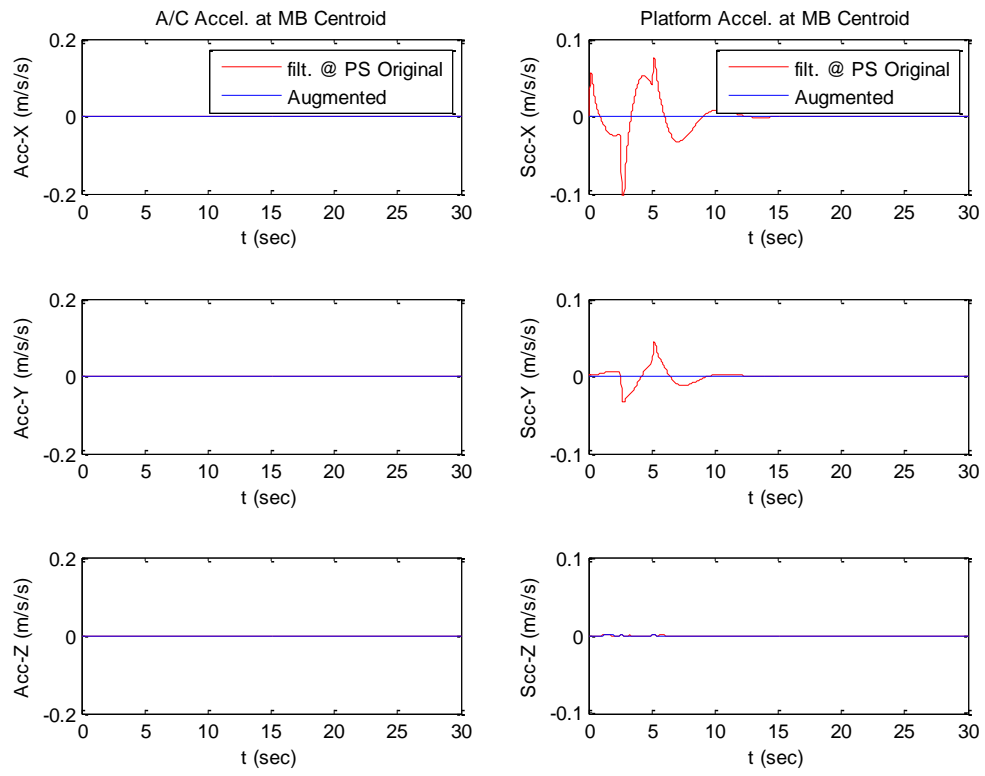 A/C Accel. at MB Centroid
0.2
0
-0.2
Acc-X (m/s/s)
filt. @ PS Original
Augmented
0 5 10 15 20 25 30
t (sec)
Platform Accel. at MB Centroid
0.1
0
-0.1
Scc-X (m/s/s)
filt. @ PS Original
Augmented
0 5 10 15 20 25 30
t (sec)
0.2
0
-0.2
Acc-Y (m/s/s)
0 5 10 15 20 25 30
t (sec)
0.1
0
-0.1
Scc-Y (m/s/s)
0 5 10 15 20 25 30
t (sec)
0.2
0
-0.2
Acc-Z (m/s/s)
0 5 10 15 20 25 30
t (sec)
0.1
0
-0.1
Scc-Z (m/s/s)
0 5 10 15 20 25 30
t (sec)